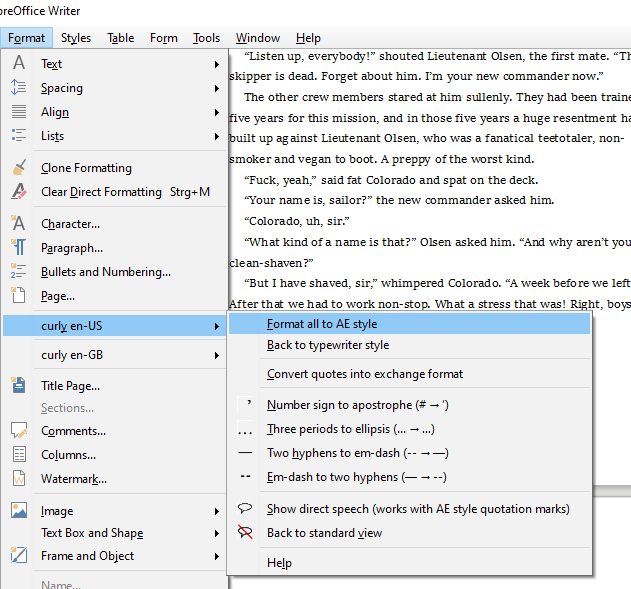 breOffice Writer
Format Styles Table Form Tools Window Help
Text
Spacing
Align
Lists
Clone Formatting
Clear Direct Formatting Strg+M
Character...
Paragraph...
Bullets and Numbering...
Page...
curly en-US
curly en-GB
Title Page...
Sections...
Comments...
Columns...
Watermark...
Image
Text Box and Shape
Frame and Object
Name...
“Listen up, everybody!” shouted Lieutenant Olsen, the first mate. “Th
skipper is dead. Forget about him. I’m your new commander now.”
The other crew members stared at him sullenly. They had been traine
five years for this mission, and in those five years a huge resentment ha
built up against Lieutenant Olsen, who was a fanatical teetotaler, non-
smoker and vegan to boot. A preppy of the worst kind.
“Fuck, yeah,” said fat Colorado and spat on the deck.
“Your name is, sailor?” the new commander asked him.
“Colorado, uh, sir.”
“What kind of a name is that?” Olsen asked him. “And why aren’t you
clean-shaven?”
“But I have shaved, sir,” whimpered Colorado. “A week before we left
After that we had to work non-stop. What a stress that was! Right, boys
Format all to AE style
Back to typewriter style
Convert quotes into exchange format
Number sign to apostrophe (# → ')
Three periods to ellipsis (... → …)
Two hyphens to em-dash (-- → —)
Em-dash to two hyphens (— → --)
Show direct speech (works with AE style quotation marks)
Back to standard view
Help